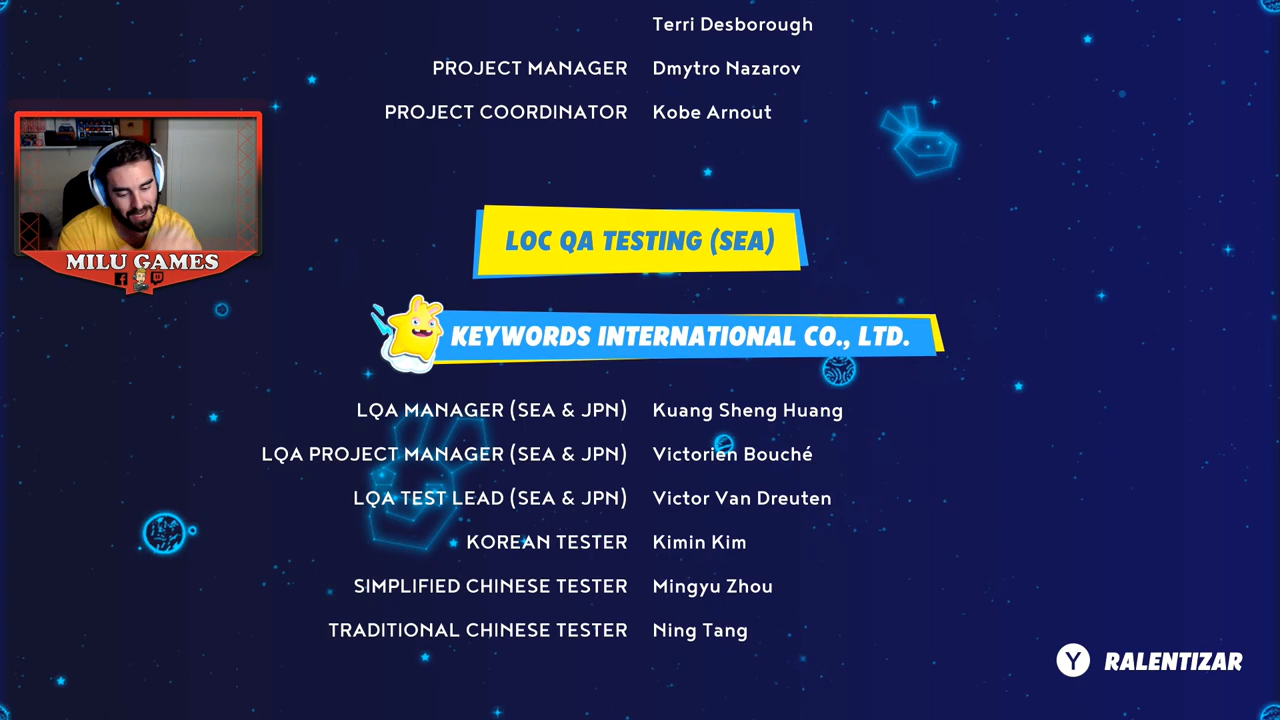 Terri Desborough
PROJECT MANAGER Dmytro Nazarov
PROJECT COORDINATOR Kobe Arnout
MILU GAMES
LOC QA TESTING (SEA)
KEYWORDS INTERNATIONAL CO., LTD.
LQA MANAGER (SEA & JPN) Kuang Sheng Huang
LQA PROJECT MANAGER (SEA & JPN) Victorien Bouché
LQA TEST LEAD (SEA & JPN) Victor Van Dreuten
KOREAN TESTER Kimin Kim
SIMPLIFIED CHINESE TESTER Mingyu Zhou
TRADITIONAL CHINESE TESTER Ning Tang
Y RALENTIZAR